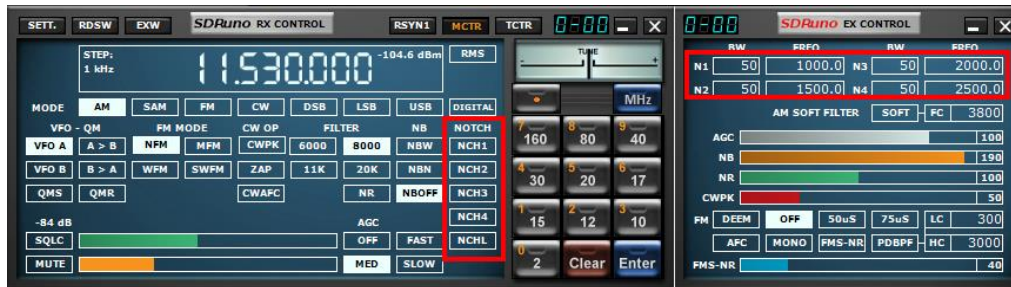 SETT. RDSW EXW SDRuno RX CONTROL RSYN1 MCTR TCTR 0-00
STEP:
1 kHz
11.530.000
-104.6 dBm
RMS
MODE AM SAM FM CW DSB LSB USB DIGITAL
VFO - QM FM MODE CW OP FILTER NB NOTCH
VFO A A > B NFM MFM CWPK 6000 8000 NBW NCH1
VFO B B > A WFM SWFM ZAP 11K 20K NBN NCH2
QMS QMR CWAFC NR NBOFF NCH3
-84 dB AGC NCH4
SQLC OFF FAST NCHL
MUTE MED SLOW
- TUNE +
MHz
7 160 8 80 9 40
4 30 5 20 6 17
1 15 2 12 3 10
0 2 Clear Enter
0-00 SDRuno EX CONTROL
BW FREQ BW FREQ
N1 50 1000.0 N3 50 2000.0
N2 50 1500.0 N4 50 2500.0
AM SOFT FILTER SOFT FC 3800
AGC 100
NB 190
NR 100
CWPK 50
FM DEEM OFF 50uS 75uS LC 300
AFC MONO FMS-NR PDBPF HC 3000
FMS-NR 40